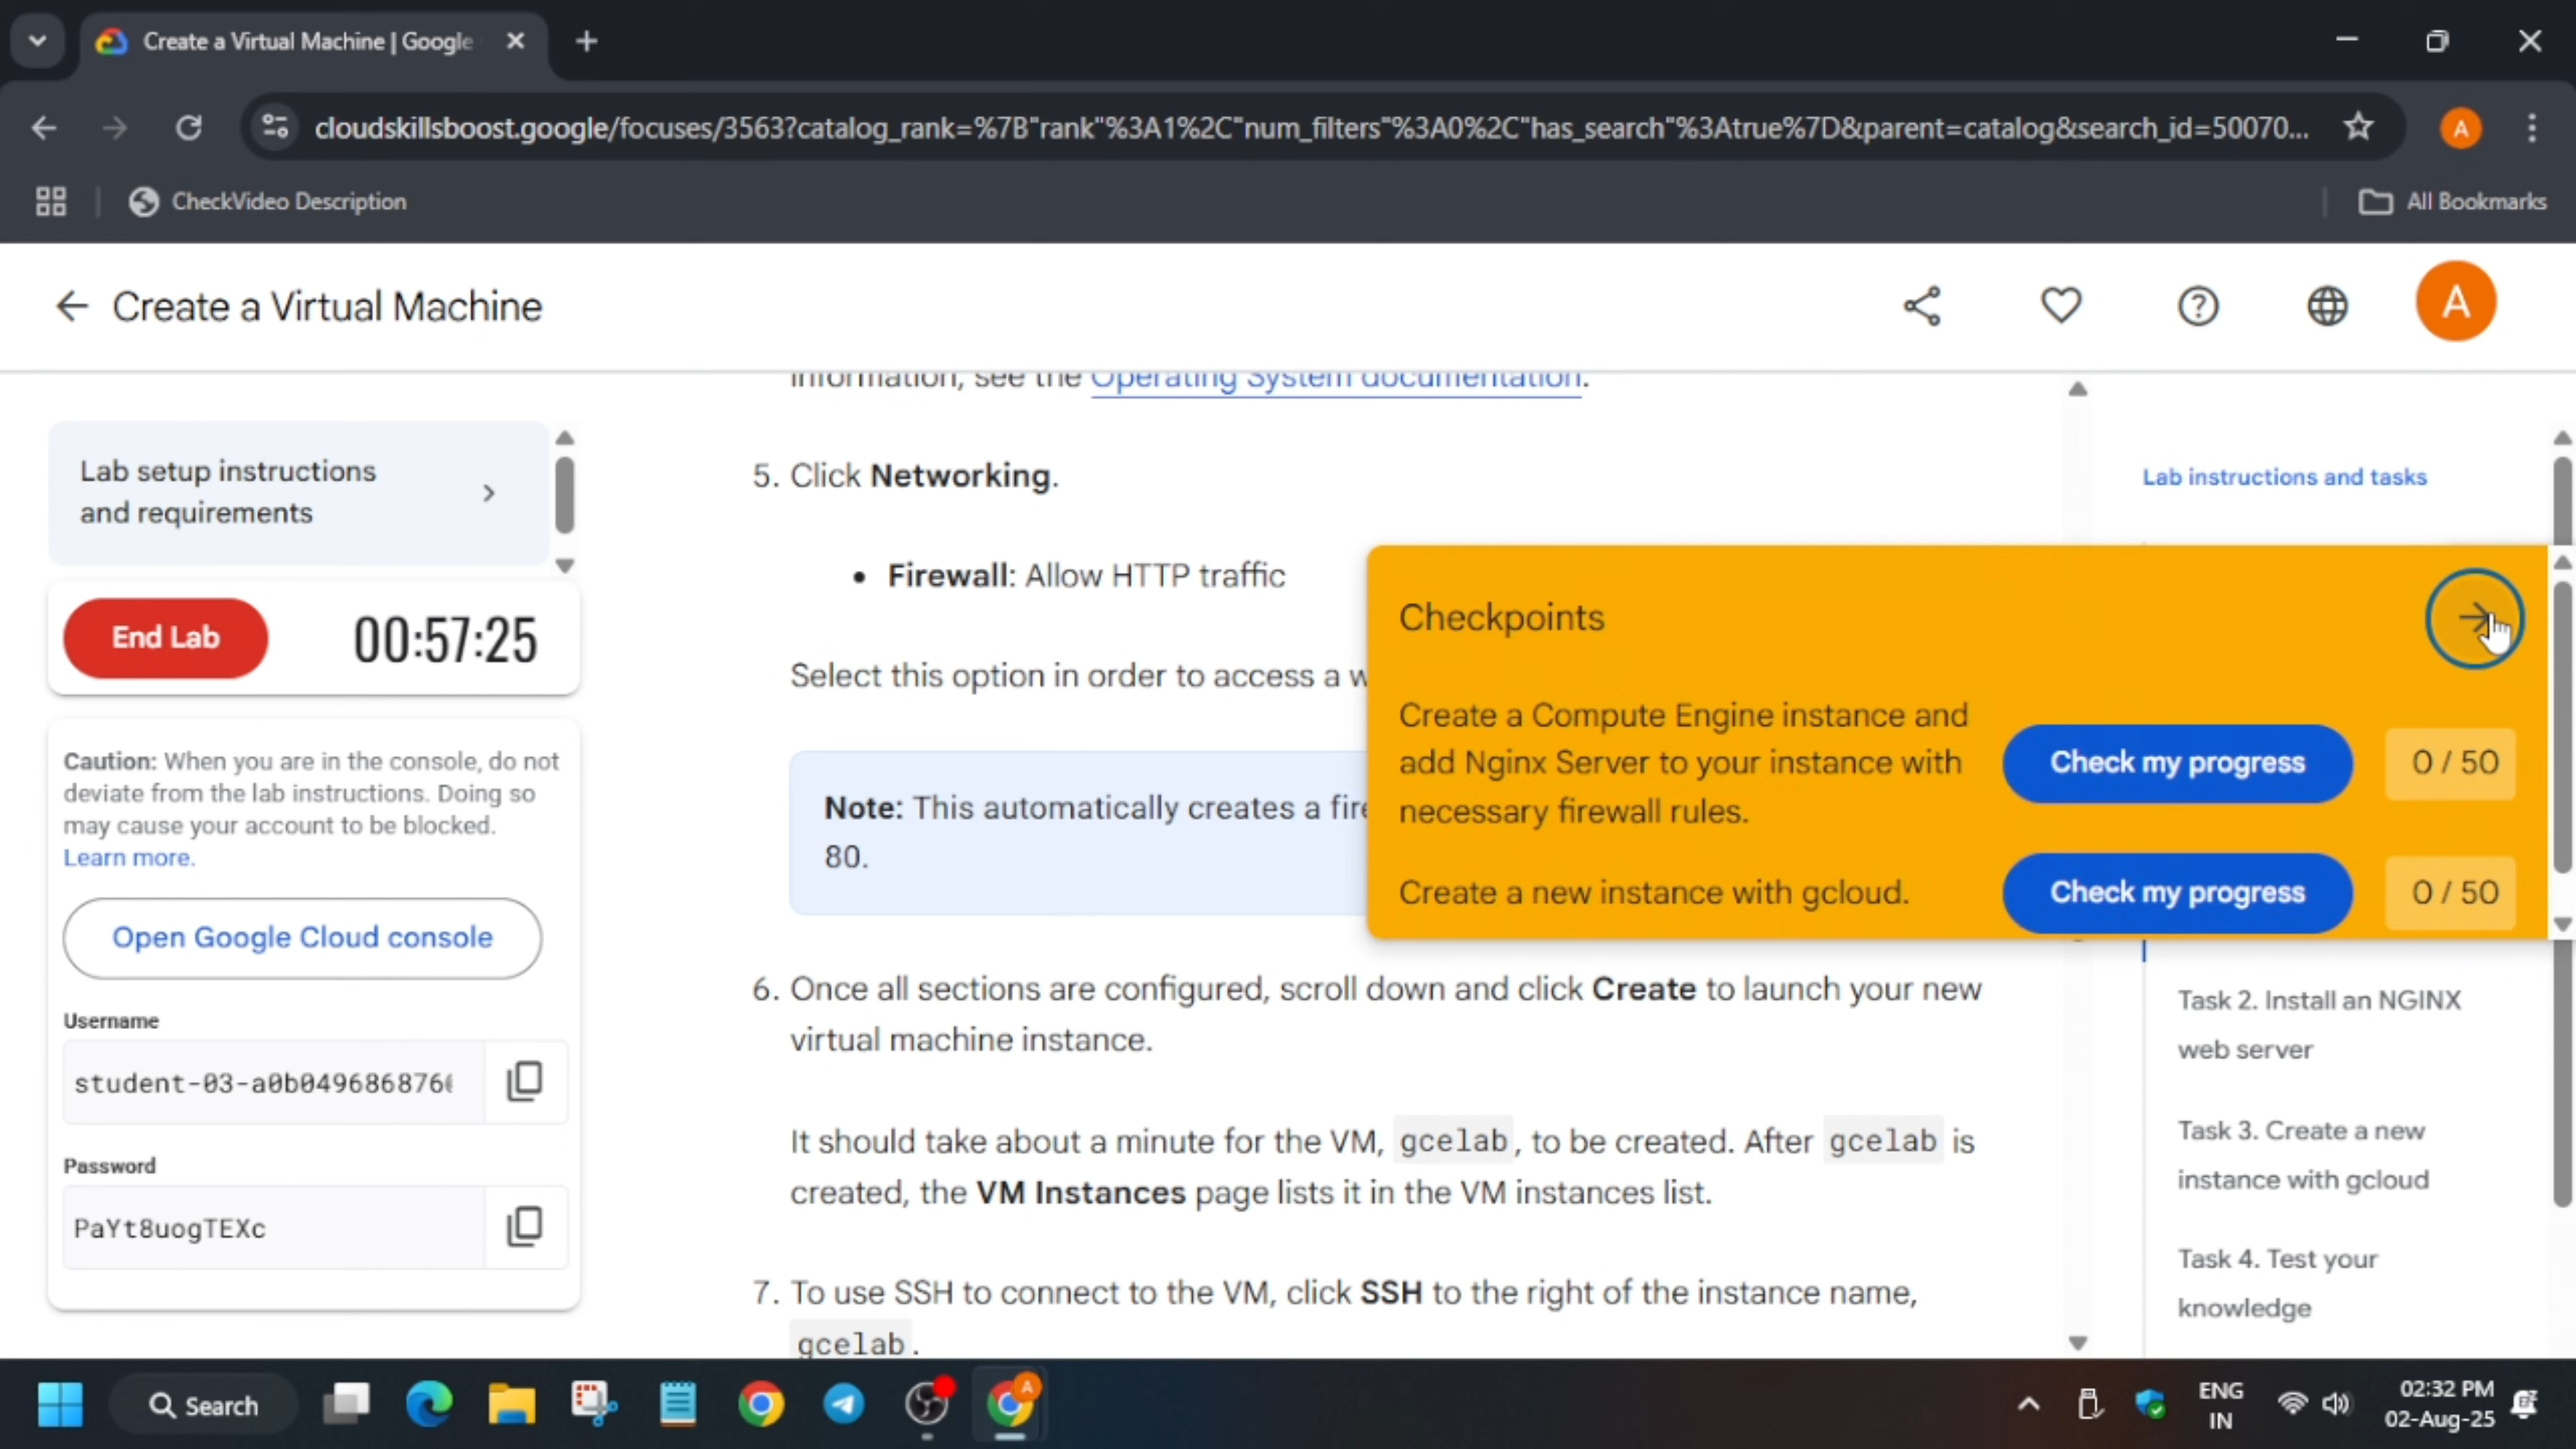 Create a Virtual Machine | Google
cloudskillsboost.google/focuses/3563?catalog_rank=%7B"rank"%3A1%2C"num_filters"%3A0%2C"has_search"%3Atrue%7D&parent=catalog&search_id=50070...
A
CheckVideo Description
All Bookmarks
Create a Virtual Machine
A
information, see the Operating System documentation.
Lab setup instructions
and requirements
End Lab
00:57:25
Caution: When you are in the console, do not
deviate from the lab instructions. Doing so
may cause your account to be blocked.
Learn more.
Open Google Cloud console
Username
student-03-a0b049686876
Password
PaYt8uogTEXc
5. Click Networking.
• Firewall: Allow HTTP traffic
Select this option in order to access a w
Note: This automatically creates a fire
80.
6. Once all sections are configured, scroll down and click Create to launch your new
virtual machine instance.
It should take about a minute for the VM, gcelab, to be created. After gcelab is
created, the VM Instances page lists it in the VM instances list.
7. To use SSH to connect to the VM, click SSH to the right of the instance name,
gcelab.
Lab instructions and tasks
Checkpoints
Create a Compute Engine instance and
add Nginx Server to your instance with
necessary firewall rules.
Check my progress
0 / 50
Create a new instance with gcloud.
Check my progress
0 / 50
Task 2. Install an NGINX
web server
Task 3. Create a new
instance with gcloud
Task 4. Test your
knowledge
Search
A
ENG
IN
02:32 PM
02-Aug-25